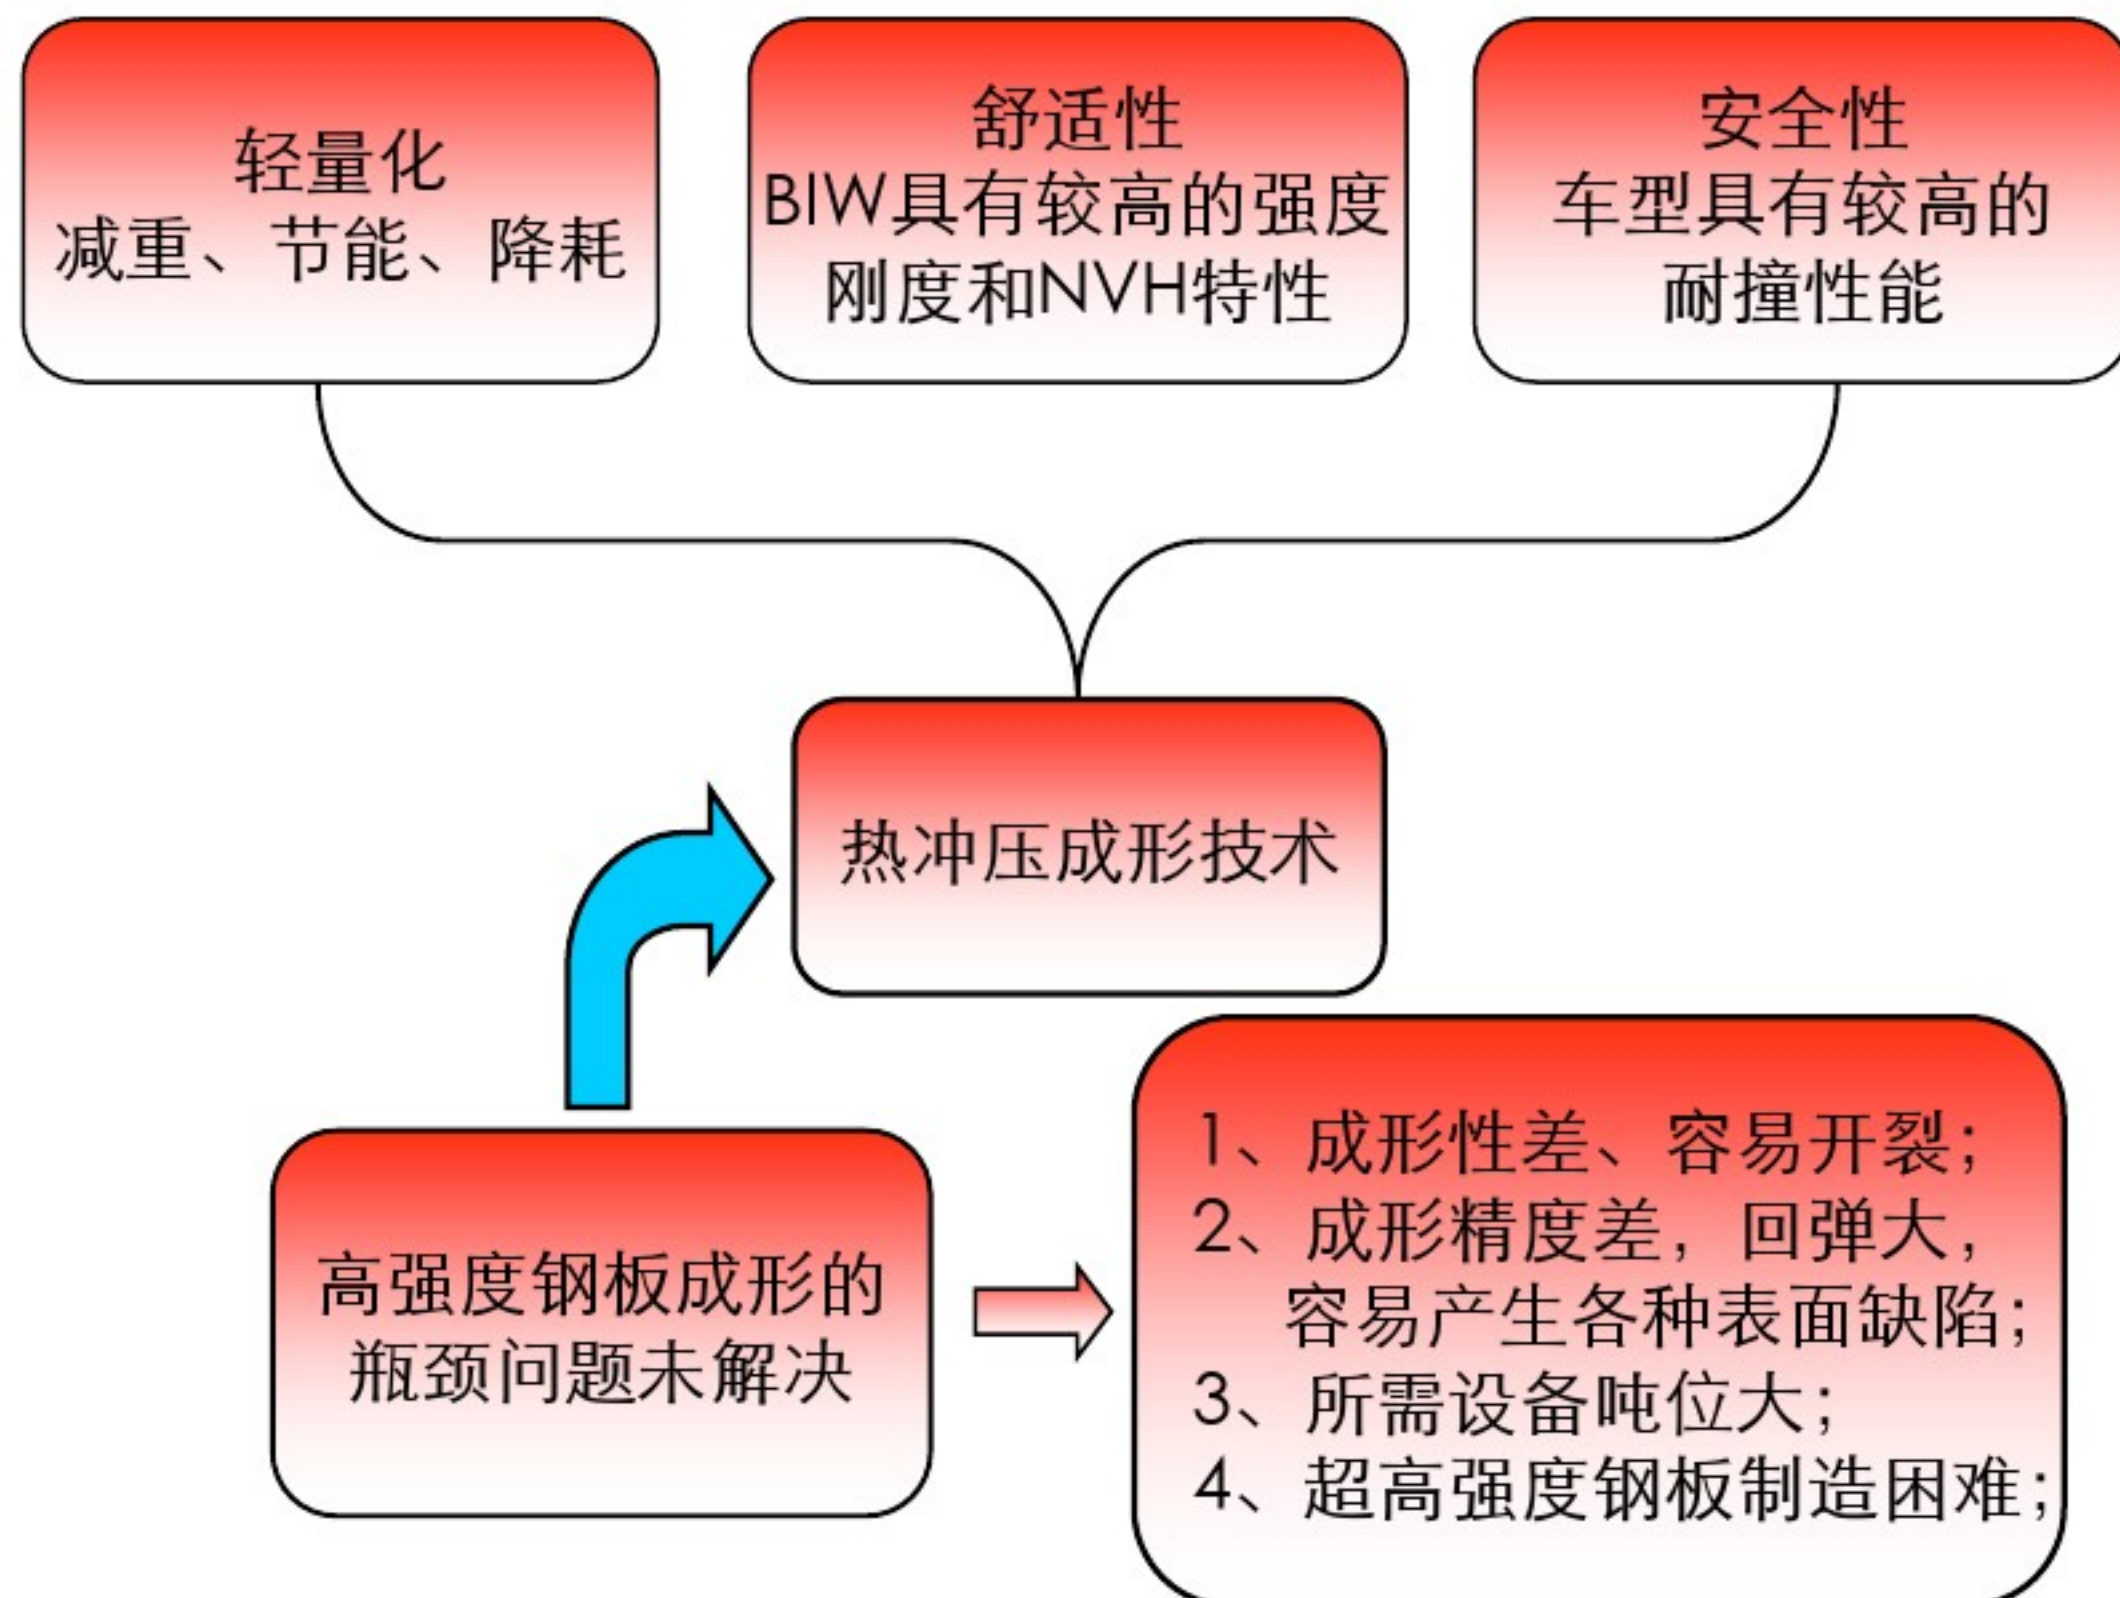 轻量化
减重、节能、降耗
舒适性
BIW具有较高的强度
刚度和NVH特性
安全性
车型具有较高的
耐撞性能
热冲压成形技术
高强度钢板成形的
瓶颈问题未解决
1、成形性差、容易开裂；
2、成形精度差，回弹大，
容易产生各种表面缺陷；
3、所需设备吨位大；
4、超高强度钢板制造困难；